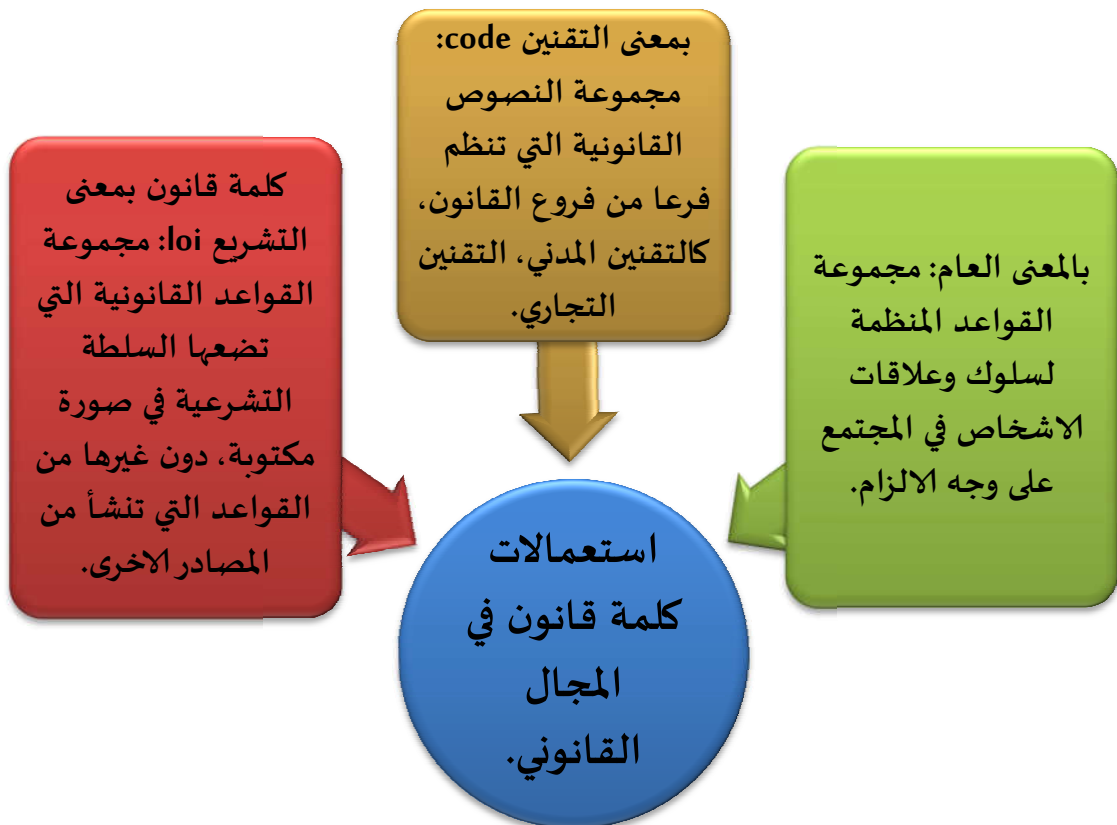 بمعنى التقنين code:
مجموعة النصوص
القانونية التي تنظم
فرعا من فروع القانون،
كالتقنين المدني، التقنين
التجاري.
بالمعنى العام: مجموعة
القواعد المنظمة
لسلوك وعلاقات
الاشخاص في المجتمع
على وجه الالزام.
كلمة قانون بمعنى
التشريع loi: مجموعة
القواعد القانونية التي
تضعها السلطة
التشرعية في صورة
مكتوبة، دون غيرها من
القواعد التي تنشأ من
المصادر الاخرى.
استعمالات
كلمة قانون في
المجال
القانوني.